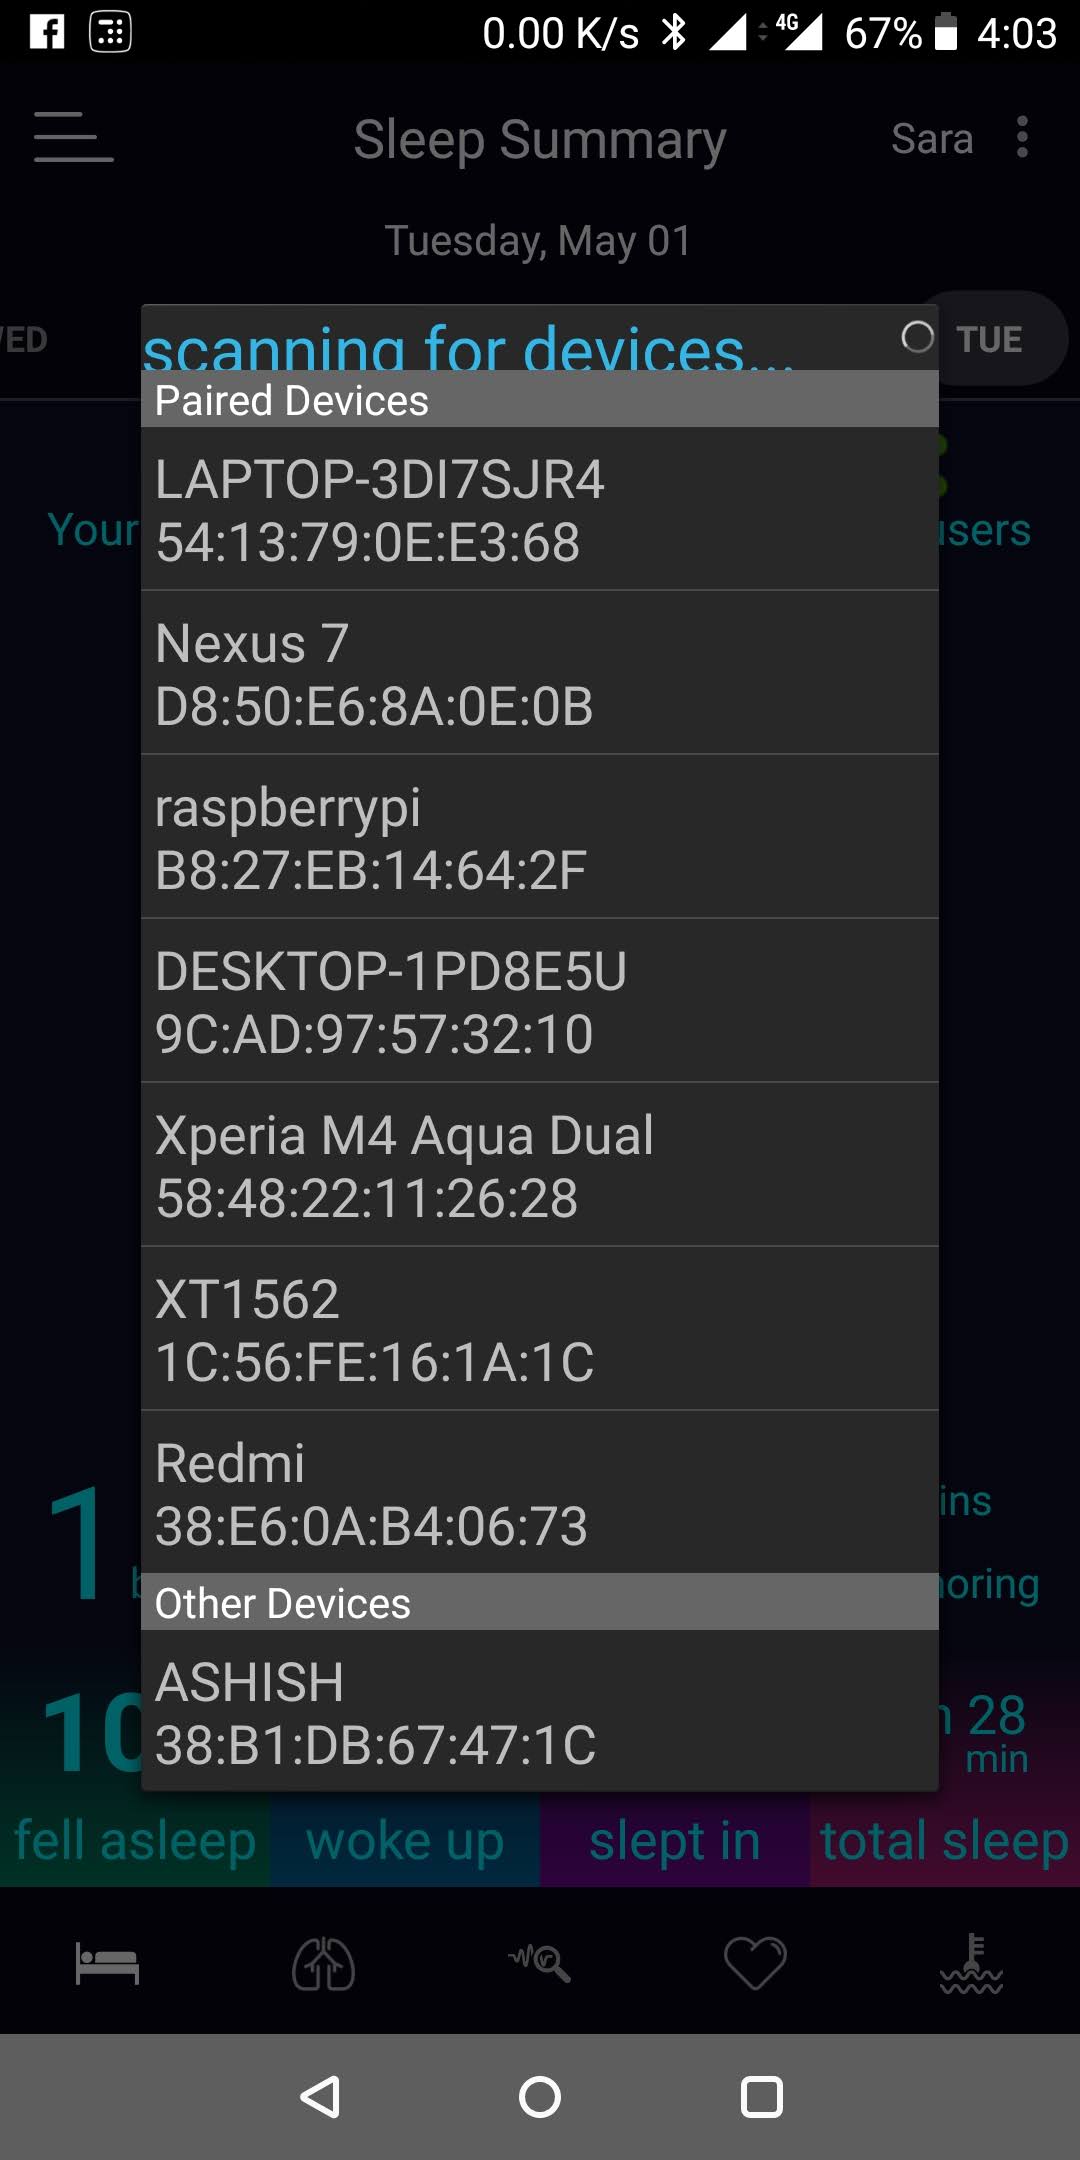 0.00 K/s 4G 67% 4:03
Sleep Summary Sara
Tuesday, May 01
TUE
scanning for devices...
Paired Devices
LAPTOP-3DI7SJR4
54:13:79:0E:E3:68
Your users
Nexus 7
D8:50:E6:8A:0E:0B
raspberrypi
B8:27:EB:14:64:2F
DESKTOP-1PD8E5U
9C:AD:97:57:32:10
Xperia M4 Aqua Dual
58:48:22:11:26:28
XT1562
1C:56:FE:16:1A:1C
Redmi
38:E6:0A:B4:06:73
1
Other Devices
ASHISH
38:B1:DB:67:47:1C
10 28
min
fell asleep woke up slept in total sleep